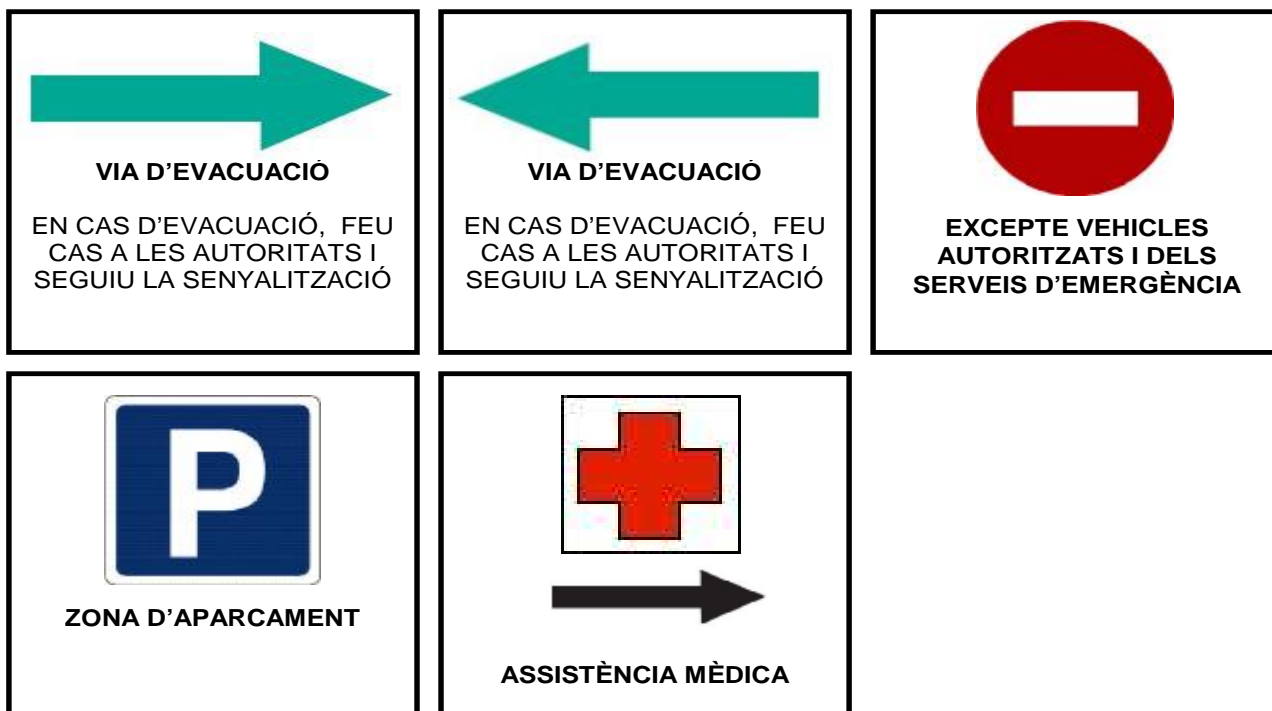 VIA D’EVACUACIÓ
EN CAS D’EVACUACIÓ, FEU
CAS A LES AUTORITATS I
SEGUIU LA SENYALITZACIÓ
VIA D’EVACUACIÓ
EN CAS D’EVACUACIÓ, FEU
CAS A LES AUTORITATS I
SEGUIU LA SENYALITZACIÓ
EXCEPTE VEHICLES
AUTORITZATS I DELS
SERVEIS D’EMERGÈNCIA
P
ZONA D’APARCAMENT
ASSISTÈNCIA MÈDICA